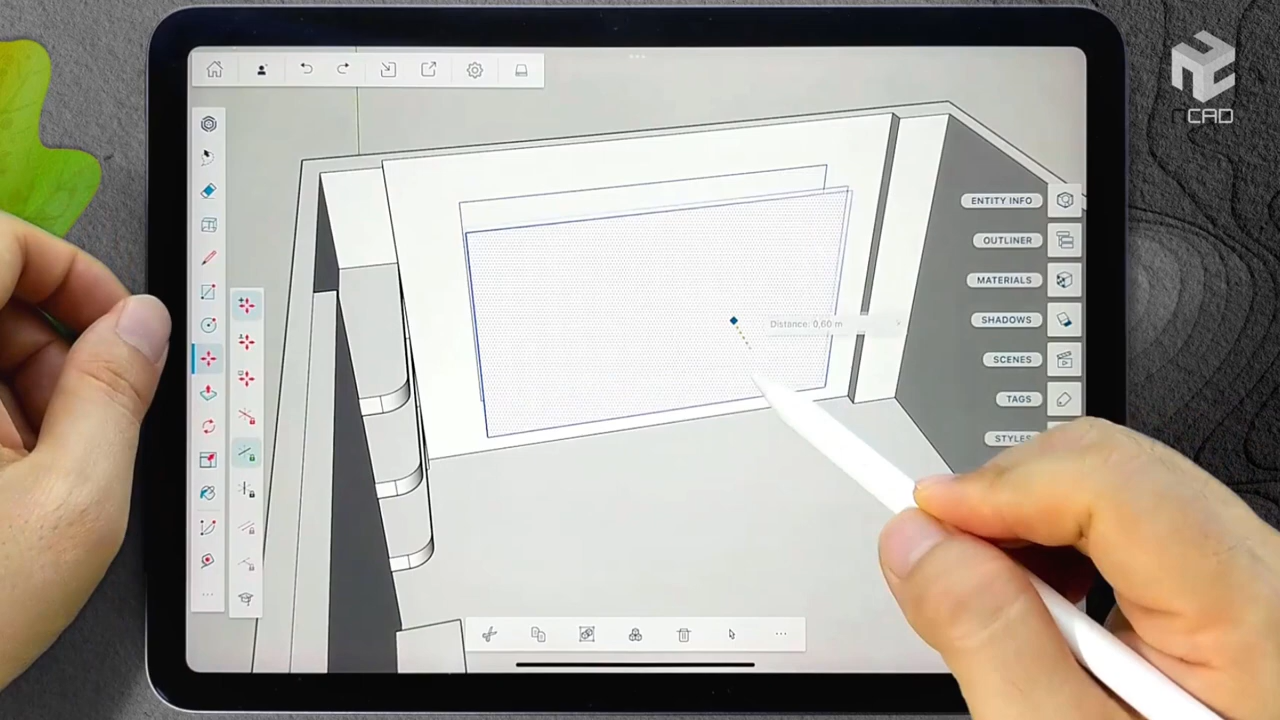 CAD
ENTITY INFO
OUTLINER
MATERIALS
SHADOWS
Distance: 0,60 m
SCENES
TAGS
STYLES